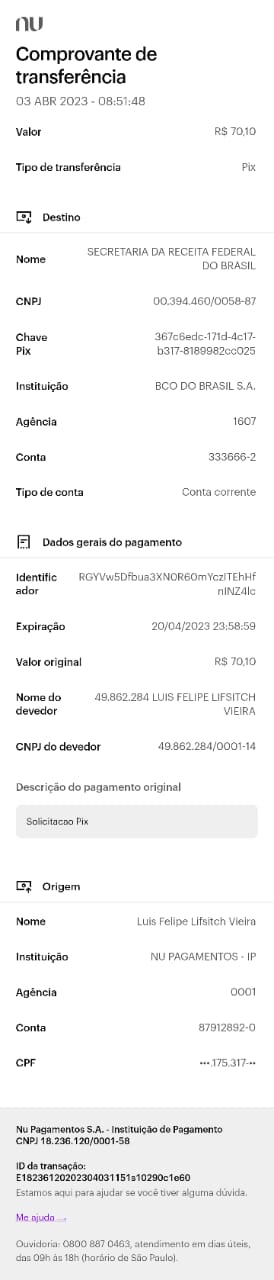 nu
Comprovante de
transferência
03 ABR 2023 - 08:51:48
Valor R$ 70,10
Tipo de transferência Pix
Destino
Nome SECRETARIA DA RECEITA FEDERAL
DO BRASIL
CNPJ 00.394.460/0058-87
Chave 367c6edc-171d-4c17-
Pix b317-8189982cc025
Instituição BCO DO BRASIL S.A.
Agência 1607
Conta 333666-2
Tipo de conta Conta corrente
Dados gerais do pagamento
Identific RGYVw5Dfbua3XN0R60mYczITEhHf
ador nINZ4lc
Expiração 20/04/2023 23:58:59
Valor original R$ 70,10
Nome do 49.862.284 LUIS FELIPE LIFSITCH
devedor VIEIRA
CNPJ do devedor 49.862.284/0001-14
Descrição do pagamento original
Solicitacao Pix
Origem
Nome Luis Felipe Lifsitch Vieira
Instituição NU PAGAMENTOS - IP
Agência 0001
Conta 87912892-0
CPF •••.175.317-••
Nu Pagamentos S.A. - Instituição de Pagamento
CNPJ 18.236.120/0001-58
ID da transação:
E18236120202304031151s10290c1e60
Estamos aqui para ajudar se você tiver alguma dúvida.
Me ajuda →
Ouvidoria: 0800 887 0463, atendimento em dias úteis,
das 09h às 18h (horário de São Paulo).